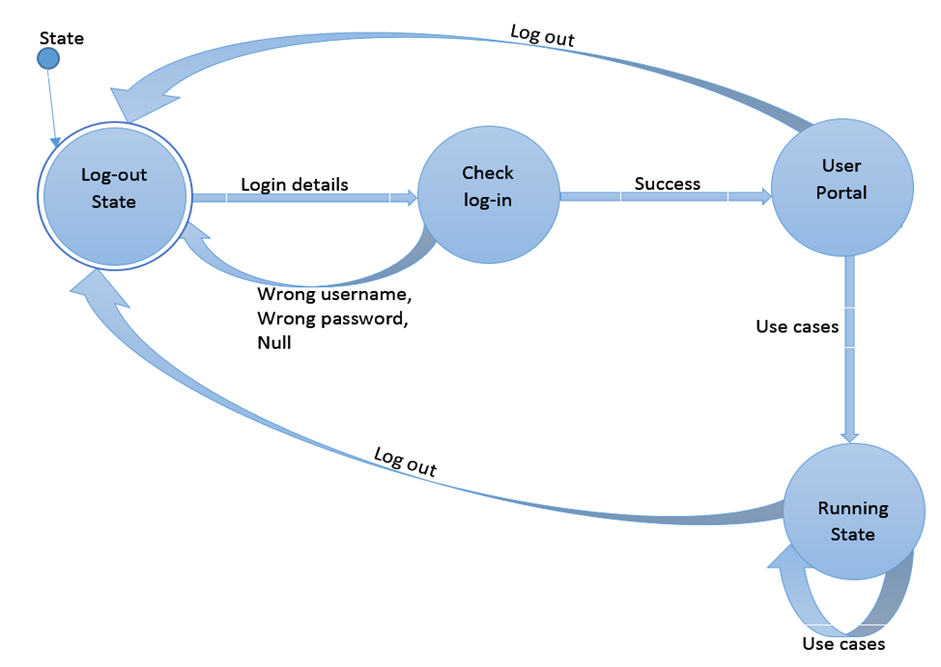 State
Log out
Log-out
State
Login details
Check
log-in
Success
User
Portal
Wrong username,
Wrong password,
Null
Use cases
Log out
Running
State
Use cases